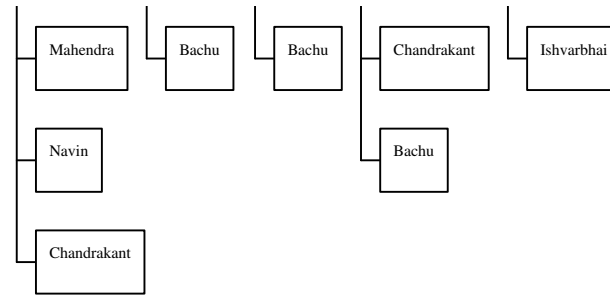 Mahendra
Bachu
Bachu
Chandrakant
Ishvarbhai
Navin
Bachu
Chandrakant